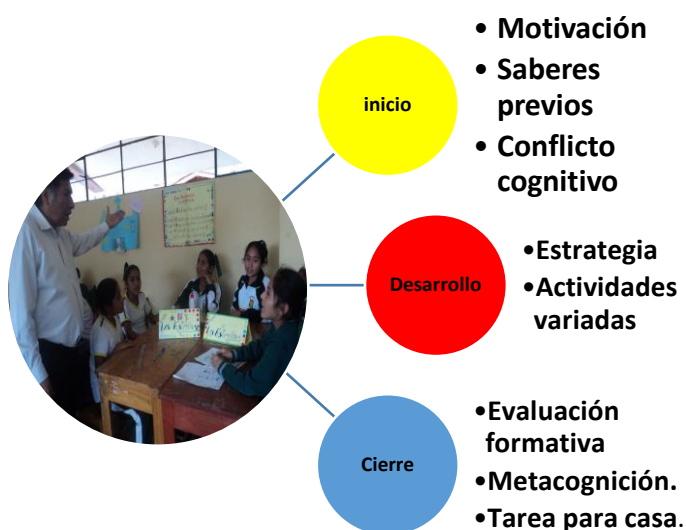 inicio
• Motivación
• Saberes
previos
• Conflicto
cognitivo
Desarrollo
•Estrategia
•Actividades
variadas
Cierre
•Evaluación
formativa
•Metacognición.
•Tarea para casa.